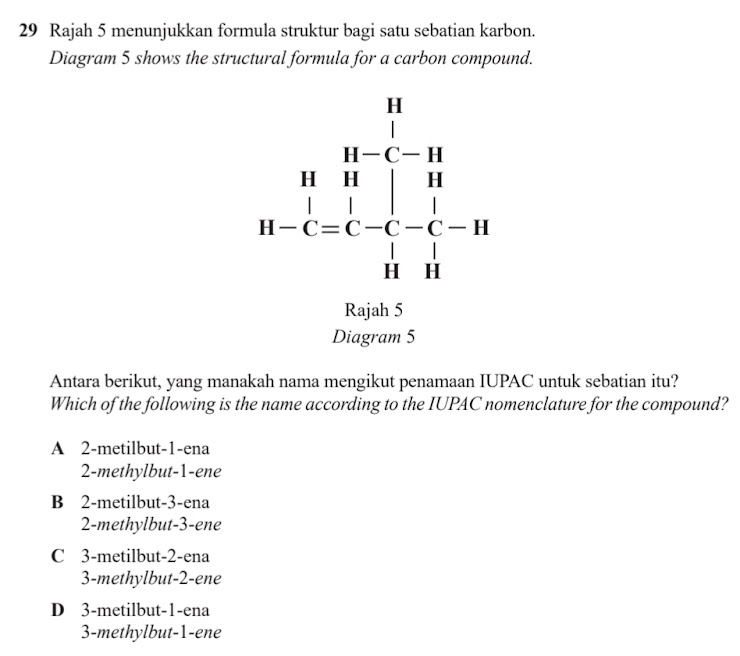 29 Rajah 5 menunjukkan formula struktur bagi satu sebatian karbon.
Diagram 5 shows the structural formula for a carbon compound.
H
|
H—C—H
H H | H
| | | |
H—C=C—C—C—H
| |
H H
Rajah 5
Diagram 5
Antara berikut, yang manakah nama mengikut penamaan IUPAC untuk sebatian itu?
Which of the following is the name according to the IUPAC nomenclature for the compound?
A 2-metilbut-1-ena
2-methylbut-1-ene
B 2-metilbut-3-ena
2-methylbut-3-ene
C 3-metilbut-2-ena
3-methylbut-2-ene
D 3-metilbut-1-ena
3-methylbut-1-ene